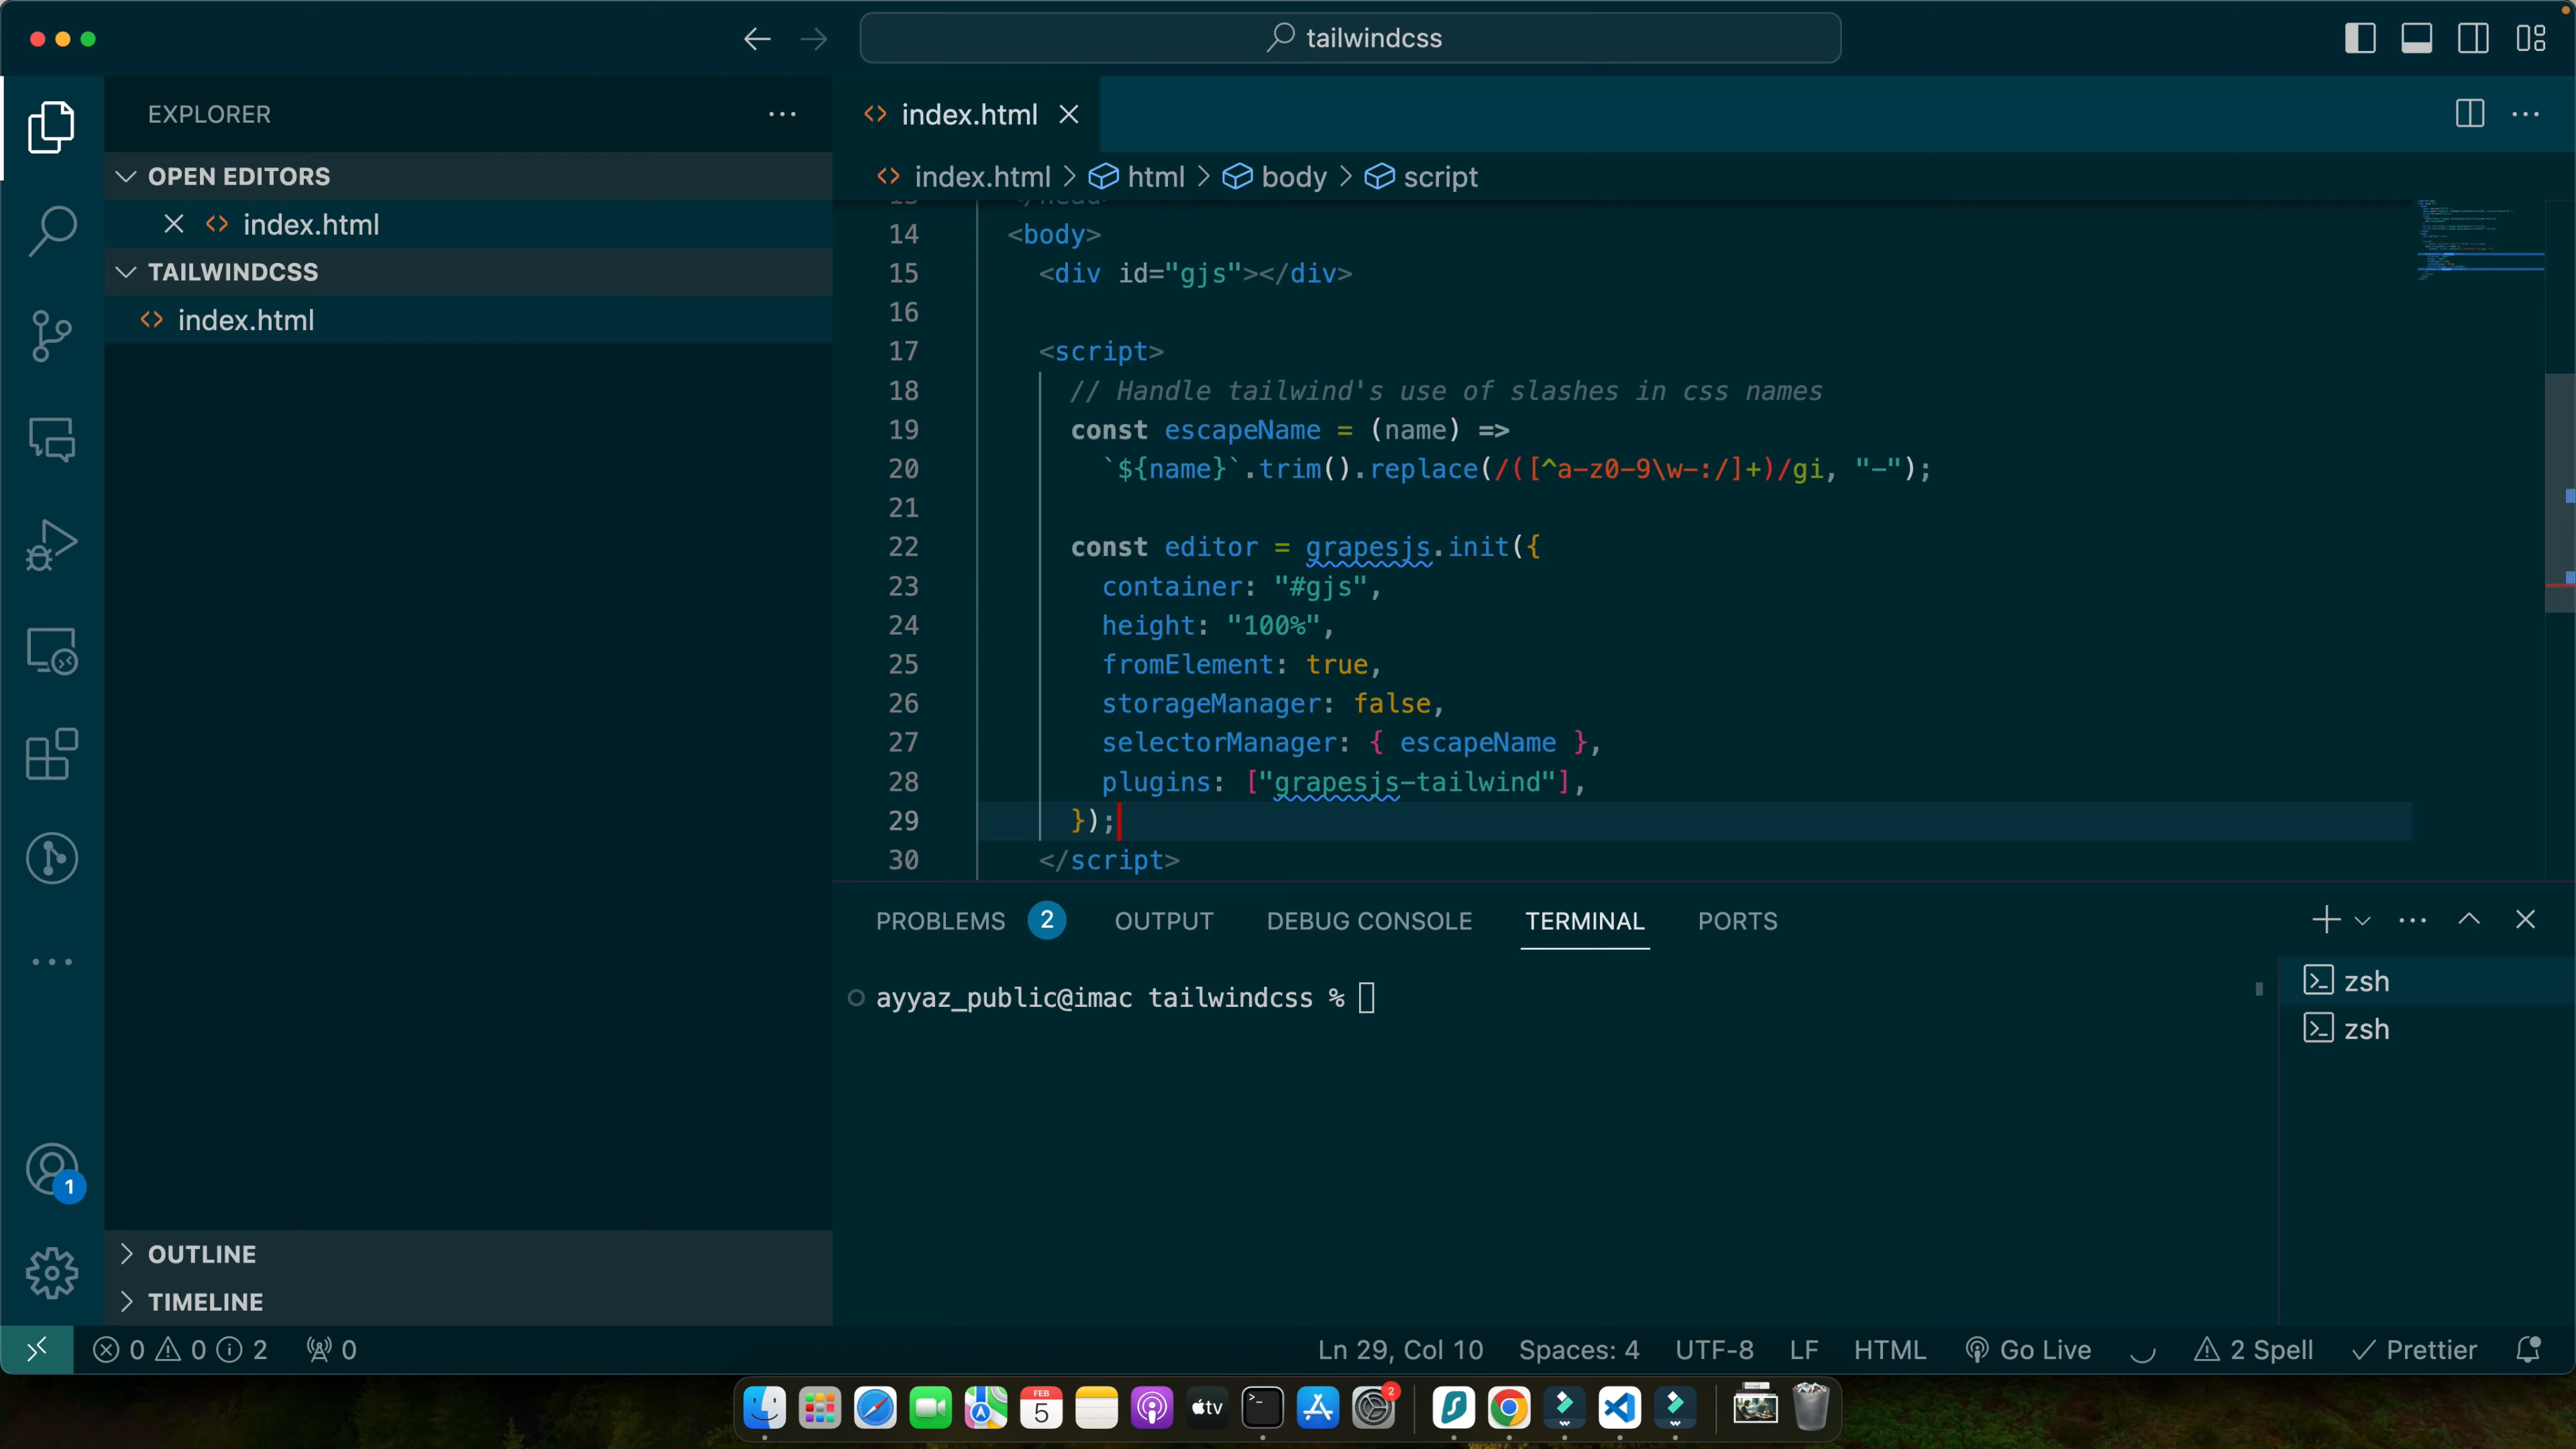 tailwindcss
EXPLORER
OPEN EDITORS
index.html
TAILWINDCSS
index.html
OUTLINE
TIMELINE
index.html
index.html > html > body > script
14 <body>
15 <div id="gjs"></div>
16
17 <script>
18 // Handle tailwind's use of slashes in css names
19 const escapeName = (name) =>
20 `${name}`.trim().replace(/([^a-z0-9\w-:/]+)/gi, "-");
21
22 const editor = grapesjs.init({
23 container: "#gjs",
24 height: "100%",
25 fromElement: true,
26 storageManager: false,
27 selectorManager: { escapeName },
28 plugins: ["grapesjs-tailwind"],
29 });
30 </script>
PROBLEMS 2 OUTPUT DEBUG CONSOLE TERMINAL PORTS
ayyaz_public@imac tailwindcss %
zsh
zsh
1
0 0 2 0
Ln 29, Col 10 Spaces: 4 UTF-8 LF HTML Go Live 2 Spell Prettier
FEB
5
tv
2